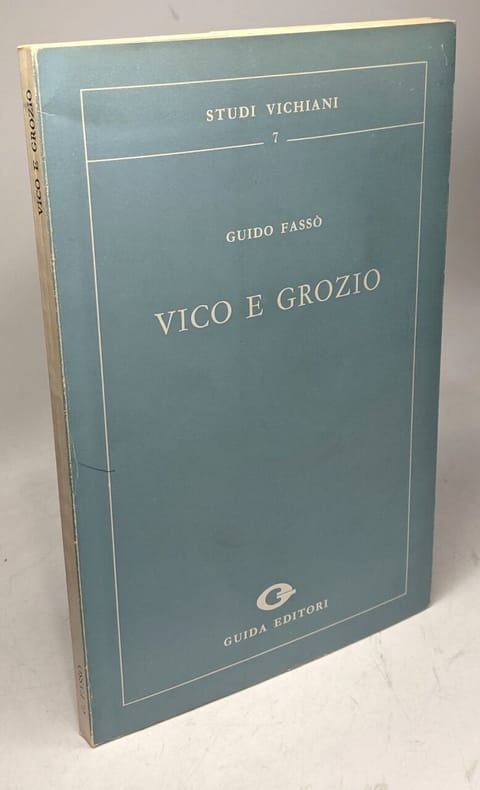 STUDI VICHIANI
7
GUIDO FASSÒ
VICO E GROZIO
GUIDA EDITORI
VICO E GROZIO